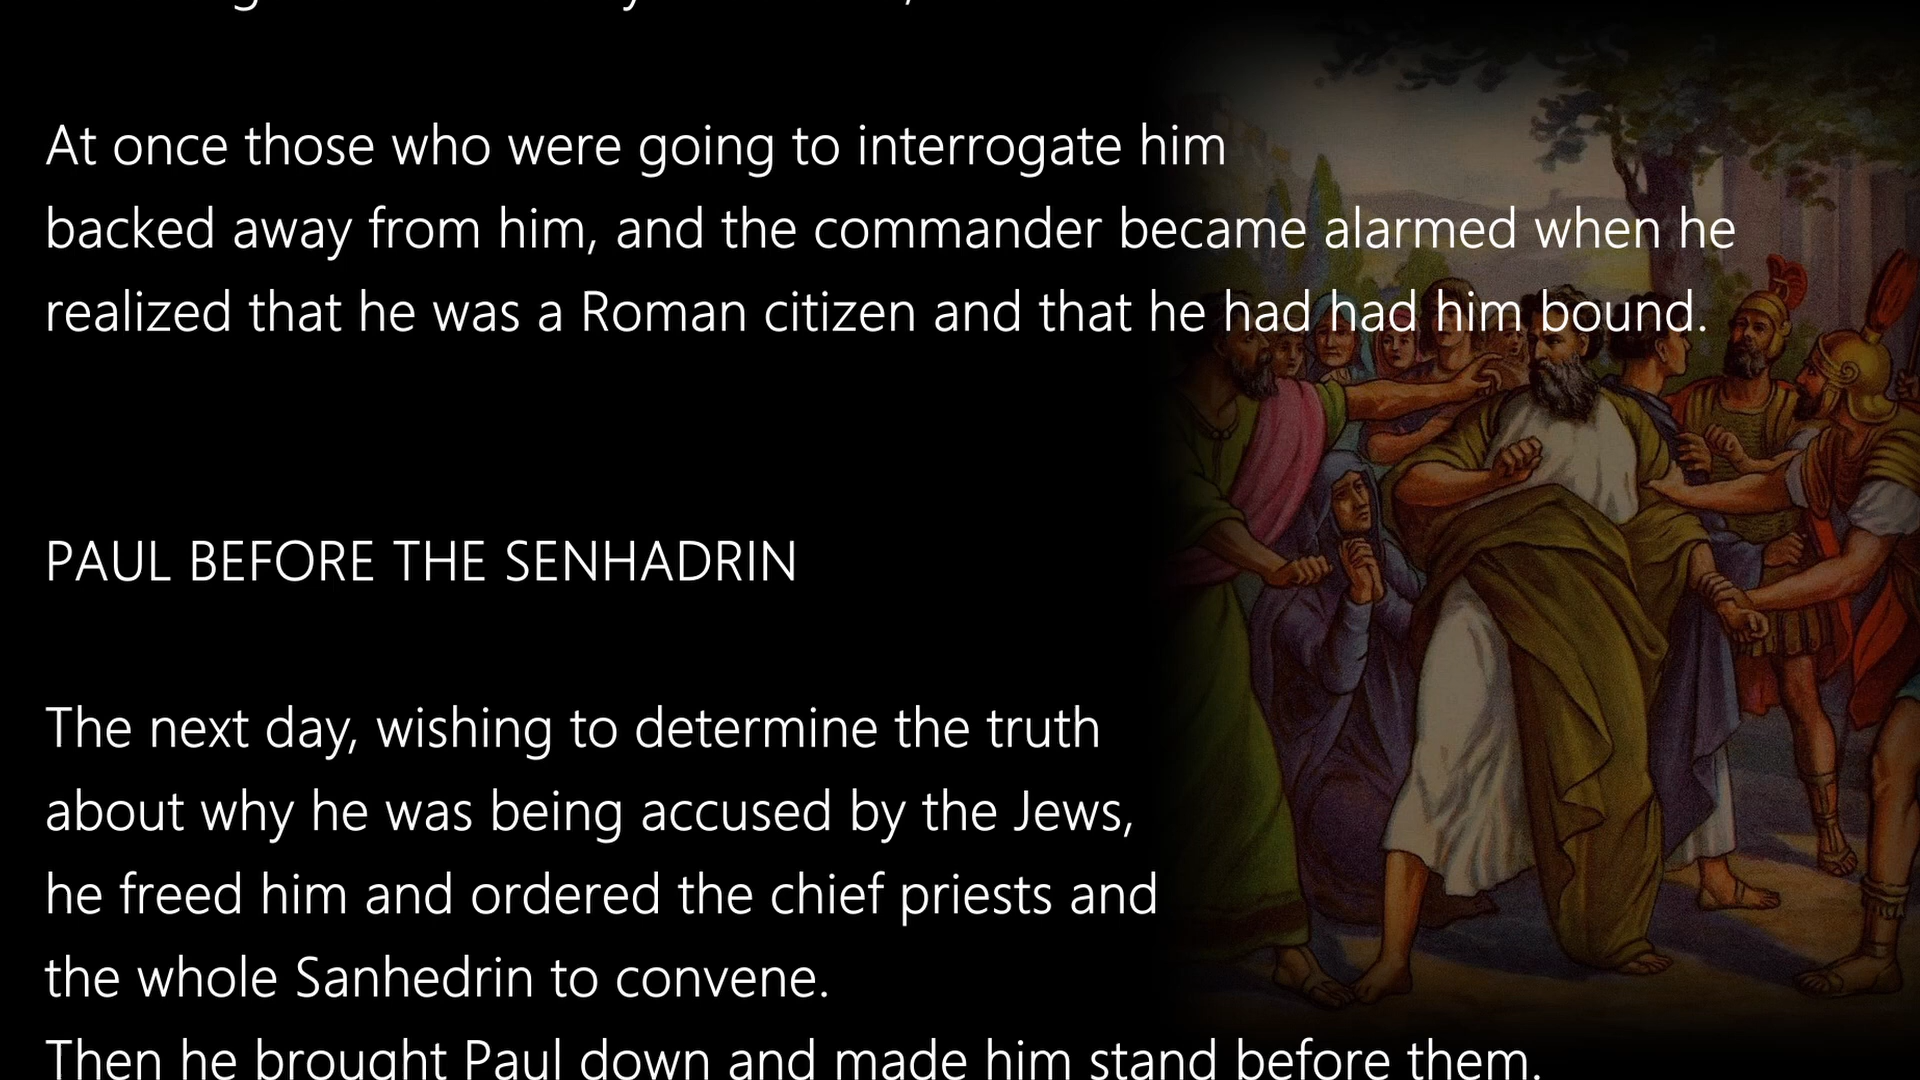 At once those who were going to interrogate him
backed away from him, and the commander became alarmed when he
realized that he was a Roman citizen and that he had had him bound.
PAUL BEFORE THE SENHADRIN
The next day, wishing to determine the truth
about why he was being accused by the Jews,
he freed him and ordered the chief priests and
the whole Sanhedrin to convene.
Then he brought Paul down and made him stand before them.